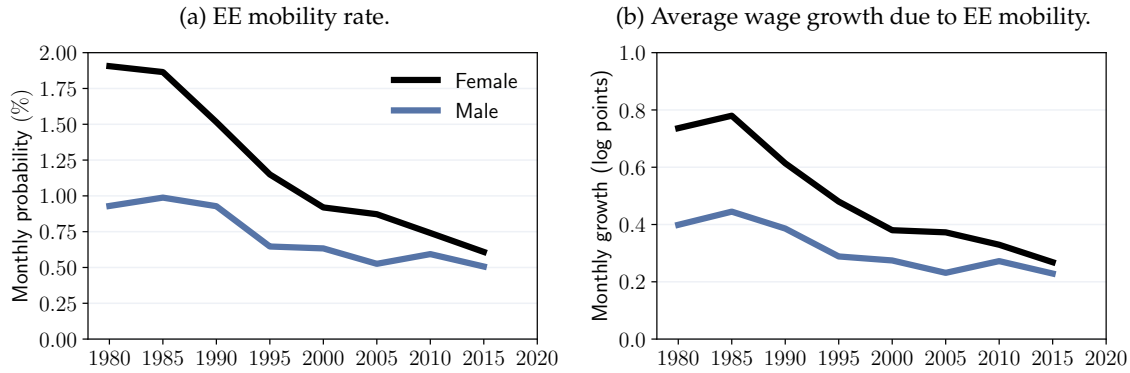 (a) EE mobility rate.
Monthly probability (%)
2.00
1.75
1.50
1.25
1.00
0.75
0.50
0.25
0.00
Female
Male
1980 1985 1990 1995 2000 2005 2010 2015 2020
(b) Average wage growth due to EE mobility.
Monthly growth (log points)
1.0
0.8
0.6
0.4
0.2
0.0
1980 1985 1990 1995 2000 2005 2010 2015 2020